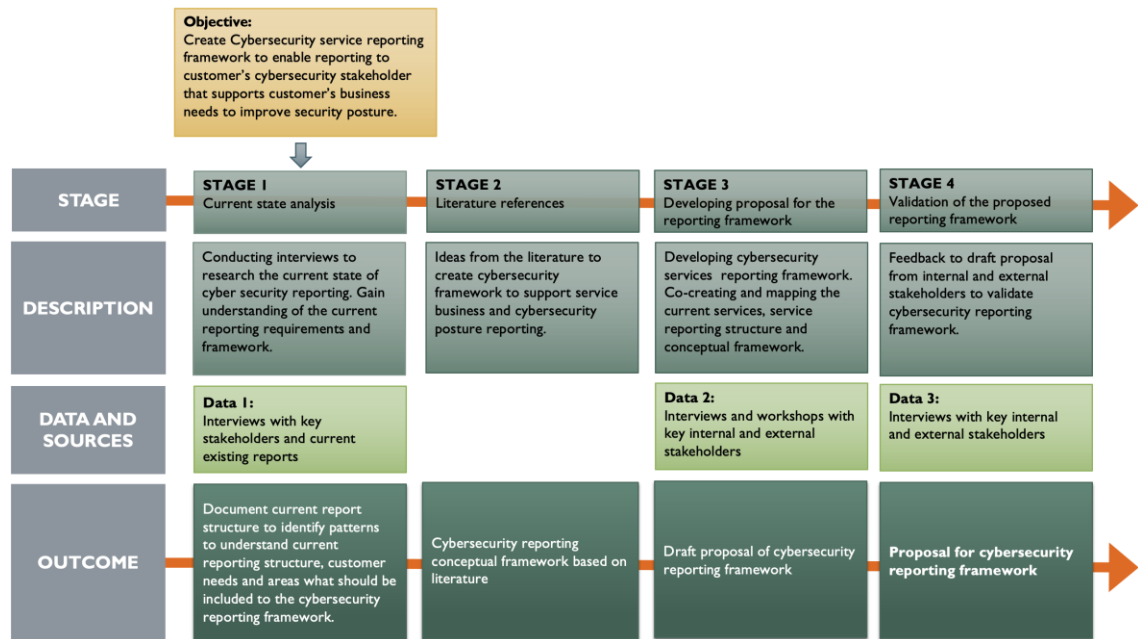 Objective:
Create Cybersecurity service reporting
framework to enable reporting to
customer's cybersecurity stakeholder
that supports customer's business
needs to improve security posture.
STAGE
STAGE 1
Current state analysis
STAGE 2
Literature references
STAGE 3
Developing proposal for the
reporting framework
STAGE 4
Validation of the proposed
reporting framework
DESCRIPTION
Conducting interviews to
research the current state of
cyber security reporting. Gain
understanding of the current
reporting requirements and
framework.
Ideas from the literature to
create cybersecurity
framework to support service
business and cybersecurity
posture reporting.
Developing cybersecurity
services reporting framework.
Co-creating and mapping the
current services, service
reporting structure and
conceptual framework.
Feedback to draft proposal
from internal and external
stakeholders to validate
cybersecurity reporting
framework.
DATA AND
SOURCES
Data 1:
Interviews with key
stakeholders and current
existing reports
Data 2:
Interviews and workshops with
key internal and external
stakeholders
Data 3:
Interviews with key internal
and external stakeholders
OUTCOME
Document current report
structure to identify patterns
to understand current
reporting structure, customer
needs and areas what should be
included to the cybersecurity
reporting framework.
Cybersecurity reporting
conceptual framework based on
literature
Draft proposal of cybersecurity
reporting framework
Proposal for cybersecurity
reporting framework